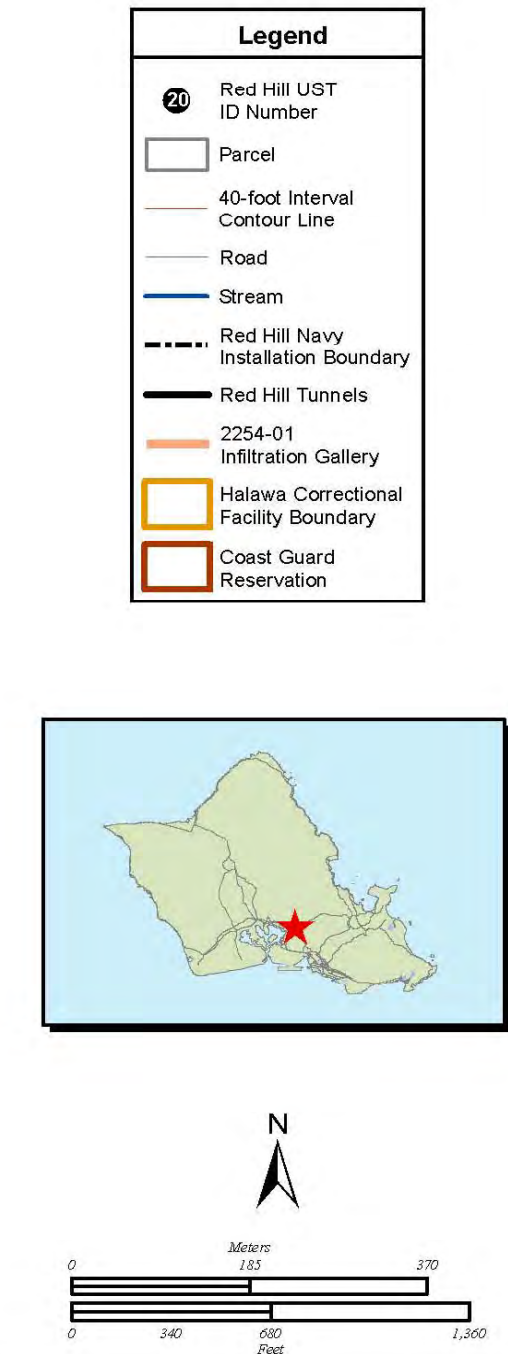 Legend
20
Red Hill UST
ID Number
Parcel
40-foot Interval
Contour Line
Road
Stream
Red Hill Navy
Installation Boundary
Red Hill Tunnels
2254-01
Infiltration Gallery
Halawa Correctional
Facility Boundary
Coast Guard
Reservation
N
Meters
0 185 370
0 340 680 1,360
Feet